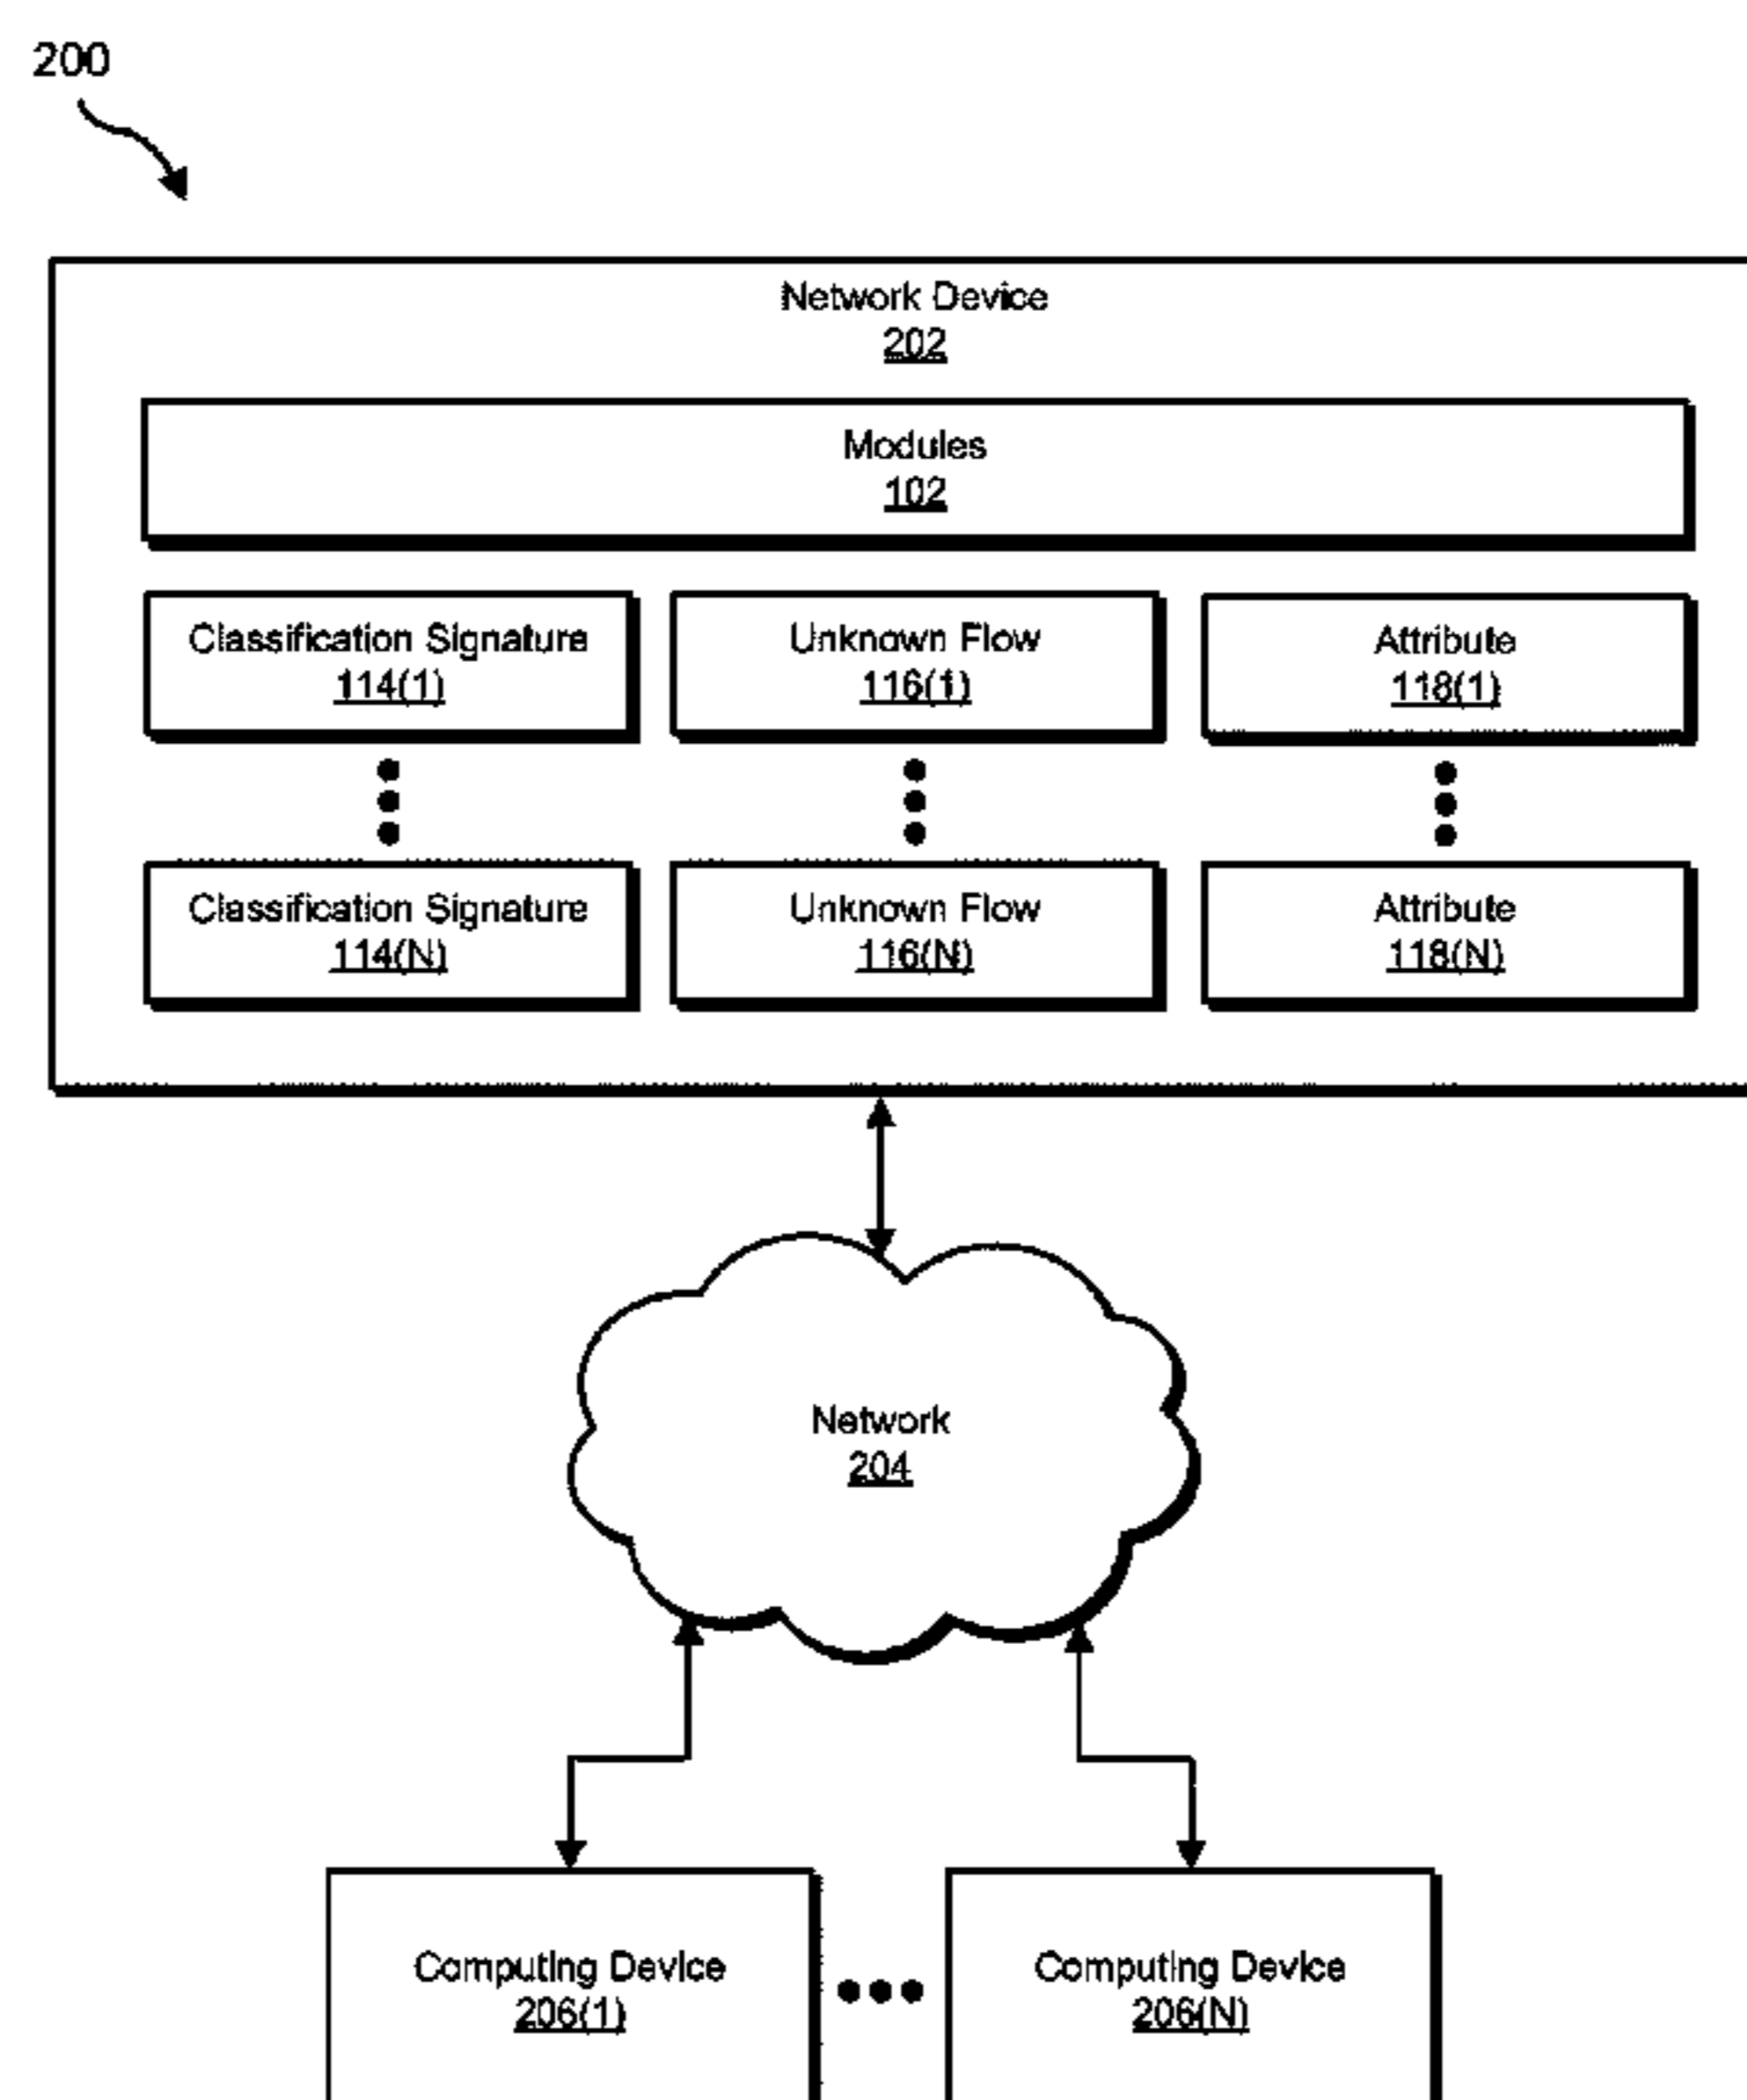 200
Network Device
202
Modules
102
Classification Signature
114(1)
Unknown Flow
116(1)
Attribute
118(1)
Classification Signature
114(N)
Unknown Flow
116(N)
Attribute
118(N)
Network
204
Computing Device
206(1)
Computing Device
206(N)